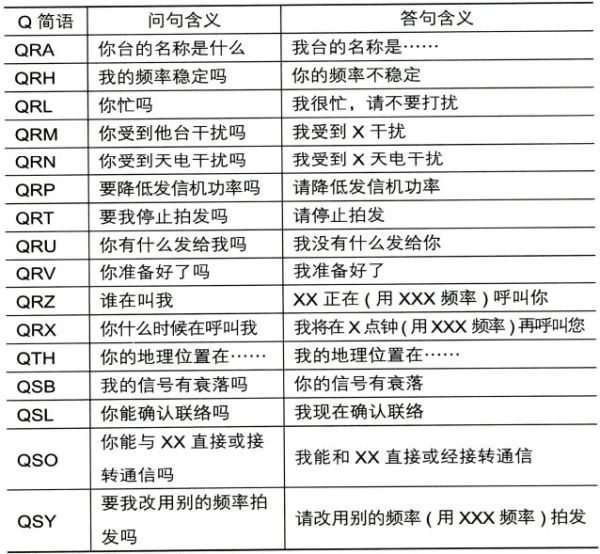 Q 简语 问句含义 答句含义
QRA 你台的名称是什么 我台的名称是……
QRH 我的频率稳定吗 你的频率不稳定
QRL 你忙吗 我很忙，请不要打扰
QRM 你受到他台干扰吗 我受到 X 干扰
QRN 你受到天电干扰吗 我受到 X 天电干扰
QRP 要降低发信机功率吗 请降低发信机功率
QRT 要我停止拍发吗 请停止拍发
QRU 你有什么发给我吗 我没有什么发给你
QRV 你准备好了吗 我准备好了
QRZ 谁在叫我 XX 正在 ( 用 XXX 频率 ) 呼叫你
QRX 你什么时候在呼叫我 我将在 X 点钟 ( 用 XXX 频率 ) 再呼叫您
QTH 你的地理位置在…… 我的地理位置在……
QSB 我的信号有衰落吗 你的信号有衰落
QSL 你能确认联络吗 我现在确认联络
QSO 你能与 XX 直接或接
转通信吗 我能和 XX 直接或经接转通信
QSY 要我改用别的频率拍
发吗 请改用别的频率 ( 用 XXX 频率 ) 拍发